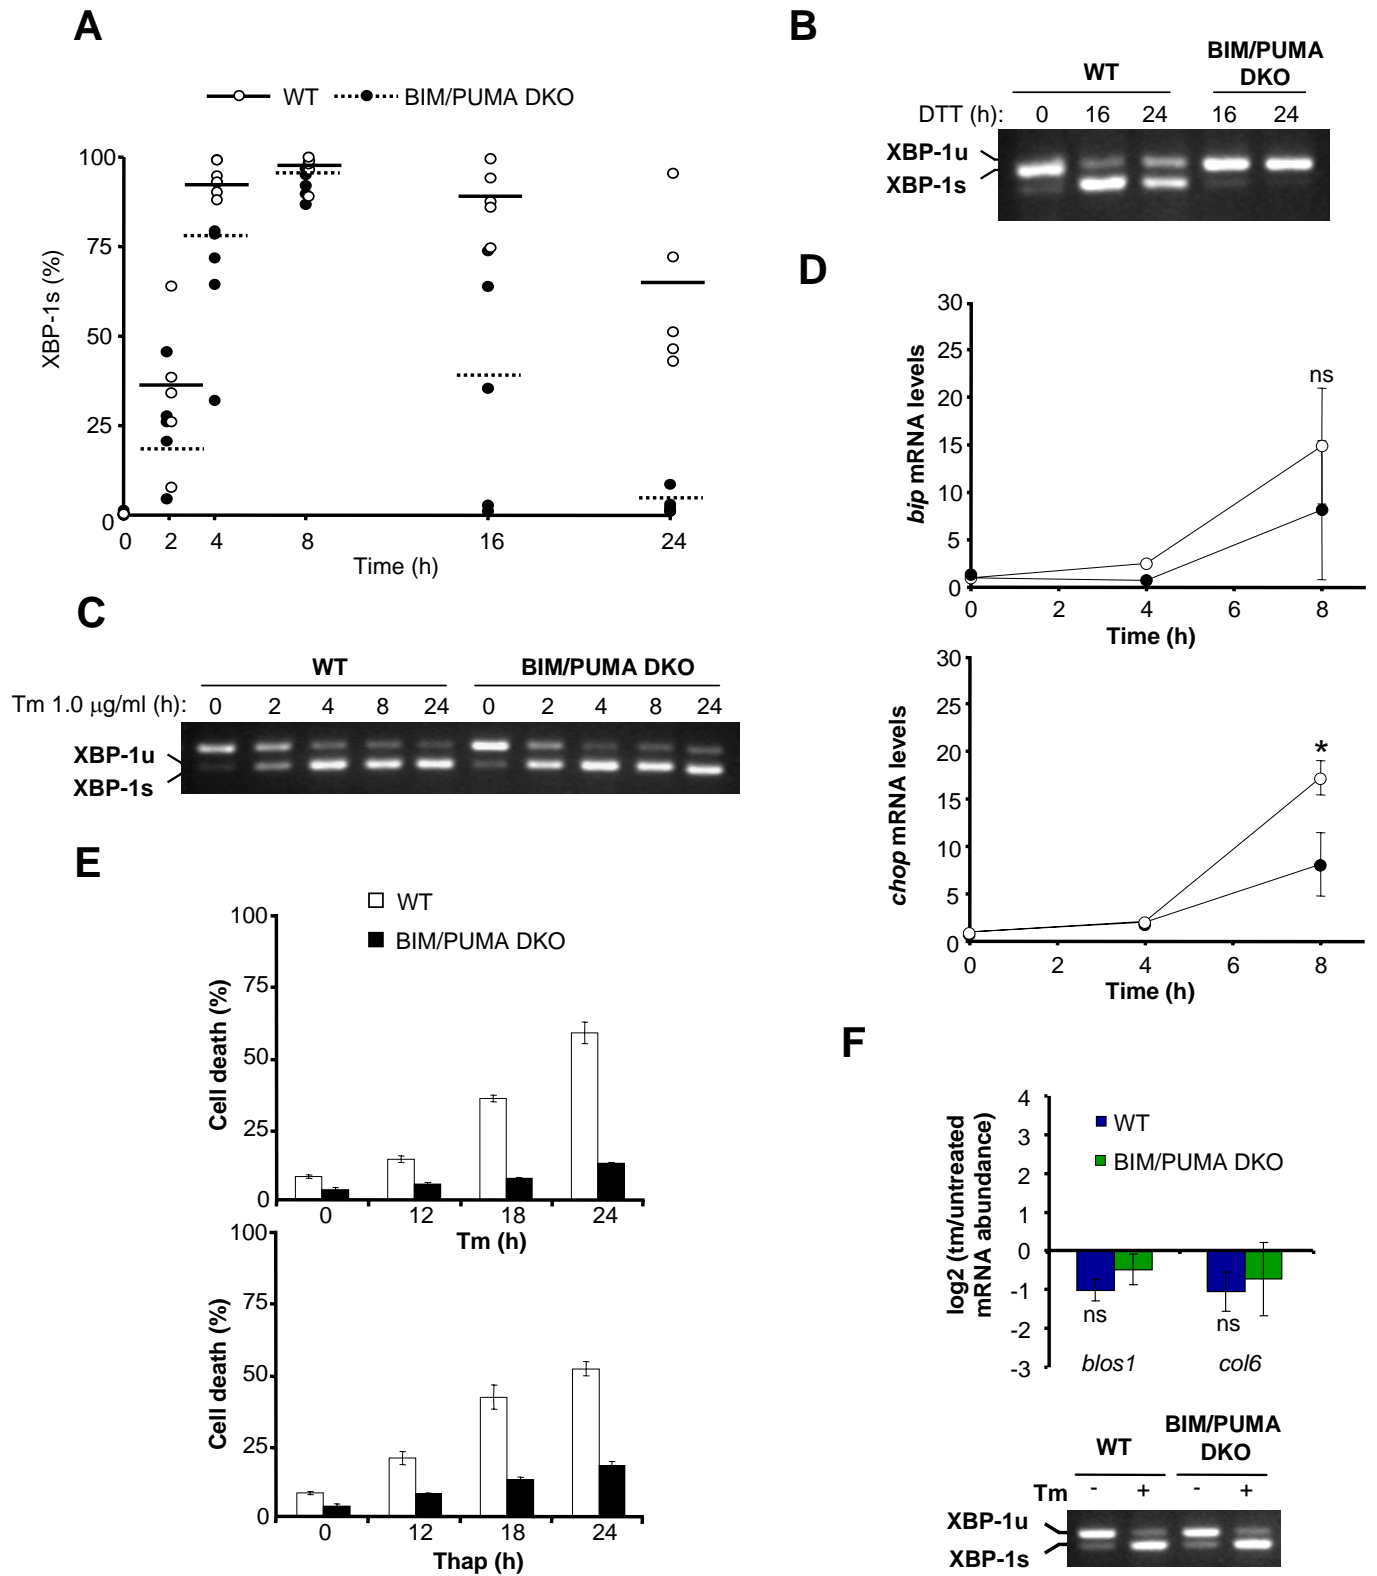 A
WT BIM/PUMA DKO
XBP-1s (%)
100
75
50
25
0
0 2 4 8 16 24
Time (h)
B
WT BIM/PUMA DKO
DTT (h): 0 16 24 16 24
XBP-1u
XBP-1s
C
WT BIM/PUMA DKO
Tm 1.0 μg/ml (h): 0 2 4 8 24 0 2 4 8 24
XBP-1u
XBP-1s
D
bip mRNA levels
30
25
20
15
10
5
0
ns
0 2 4 6 8
Time (h)
chop mRNA levels
30
25
20
15
10
5
0
*
0 2 4 6 8
Time (h)
E
WT
BIM/PUMA DKO
Cell death (%)
100
75
50
25
0
0 12 18 24
Tm (h)
Cell death (%)
100
75
50
25
0
0 12 18 24
Thap (h)
F
log2 (tm/untreated
mRNA abundance)
4
3
2
1
0
-1
-2
-3
WT
BIM/PUMA DKO
ns ns
blos1 col6
WT BIM/PUMA DKO
Tm - + - +
XBP-1u
XBP-1s